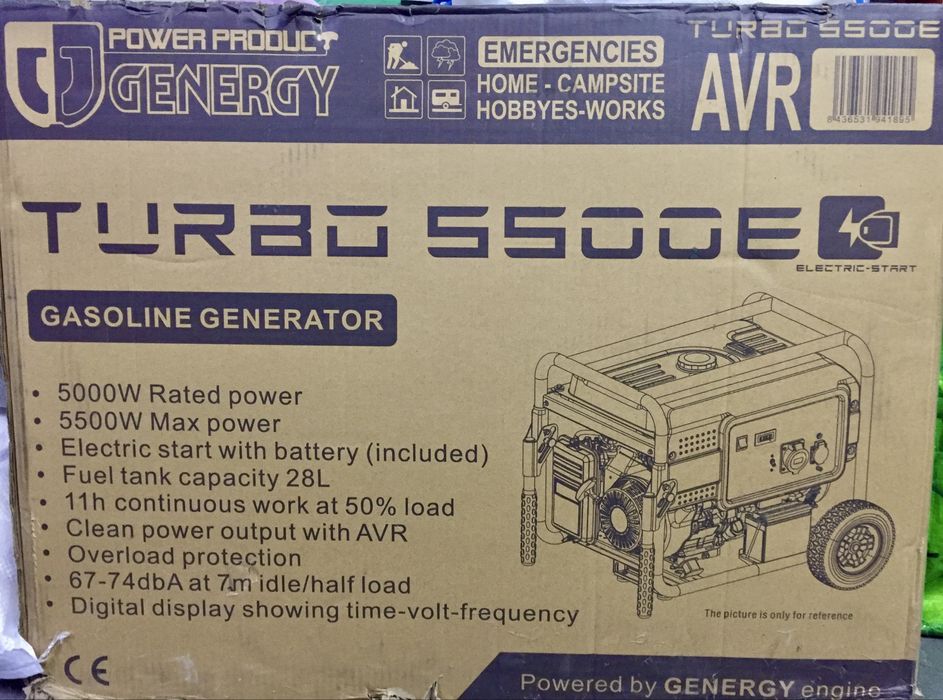 POWER PRODUCT
GENERGY
EMERGENCIES
HOME - CAMPSITE
HOBBYES-WORKS
TURBO 5500E
AVR
8 436531 941895
TURBO 5500E
ELECTRIC-START
GASOLINE GENERATOR
• 5000W Rated power
• 5500W Max power
• Electric start with battery (included)
• Fuel tank capacity 28L
• 11h continuous work at 50% load
• Clean power output with AVR
• Overload protection
• 67-74dbA at 7m idle/half load
• Digital display showing time-volt-frequency
The picture is only for reference
CE
Powered by GENERGY engine